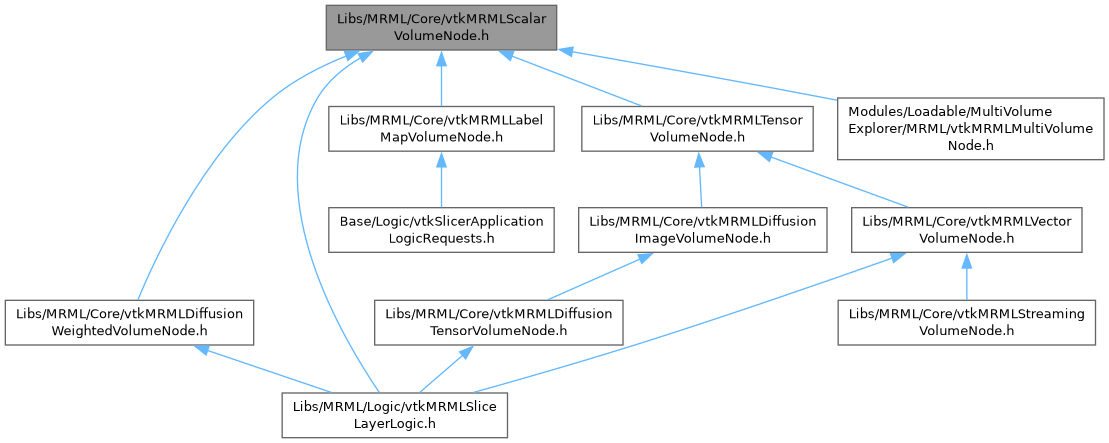 Libs/MRML/Core/vtkMRMLScalar
VolumeNode.h
Libs/MRML/Core/vtkMRMLLabel
MapVolumeNode.h
Libs/MRML/Core/vtkMRMLTensor
VolumeNode.h
Modules/Loadable/MultiVolume
Explorer/MRML/vtkMRMLMultiVolume
Node.h
Base/Logic/vtkSlicerApplication
LogicRequests.h
Libs/MRML/Core/vtkMRMLDiffusion
ImageVolumeNode.h
Libs/MRML/Core/vtkMRMLVector
VolumeNode.h
Libs/MRML/Core/vtkMRMLDiffusion
WeightedVolumeNode.h
Libs/MRML/Core/vtkMRMLDiffusion
TensorVolumeNode.h
Libs/MRML/Core/vtkMRMLStreaming
VolumeNode.h
Libs/MRML/Logic/vtkMRMLSlice
LayerLogic.h